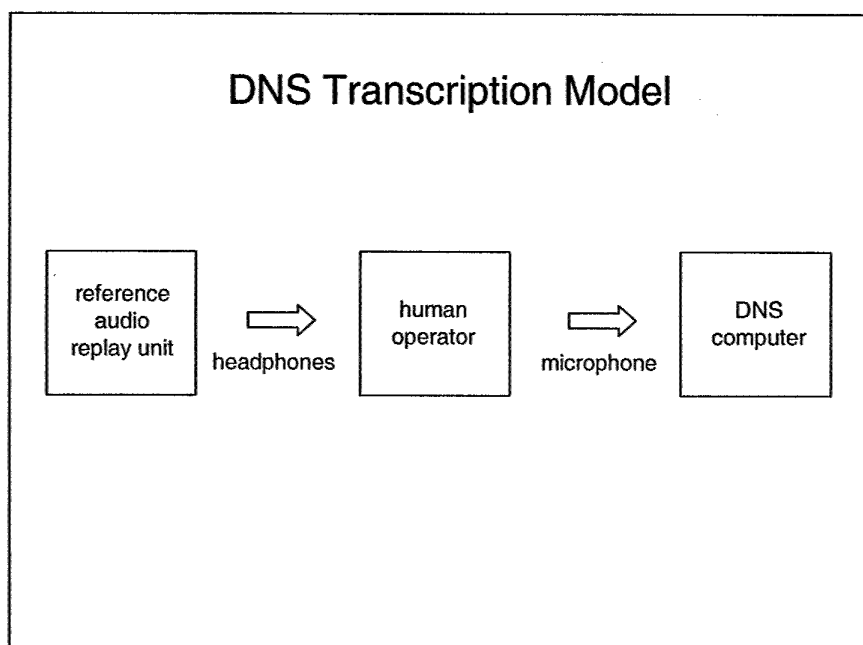 DNS Transcription Model
reference
audio
replay unit
headphones
human
operator
microphone
DNS
computer